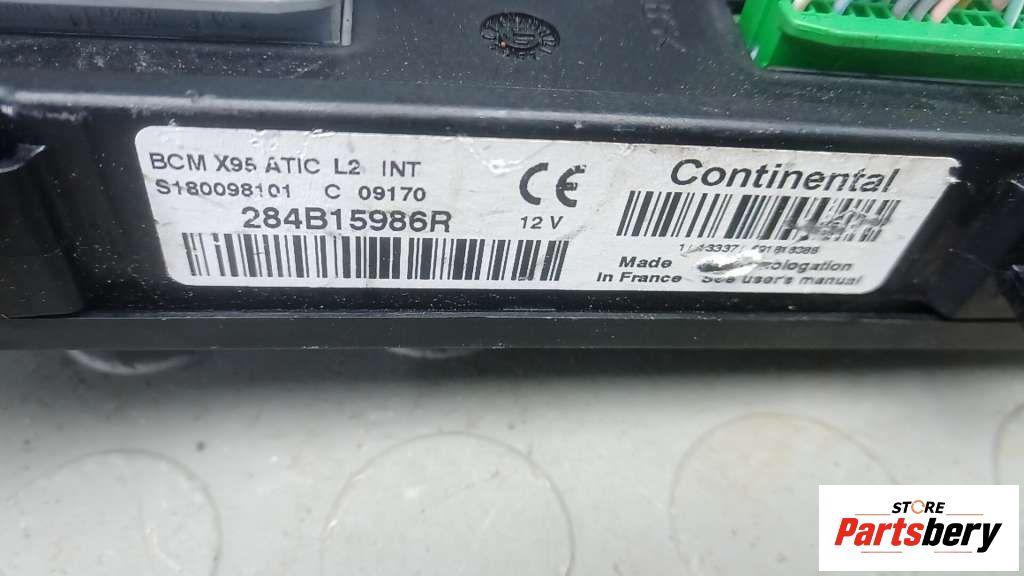 BCM X95 ATIC L2 INT
S180098101 C 09170
284B15986R
CE
12 V
Continental
Made
in France
See user's manual
STORE
Partsbery